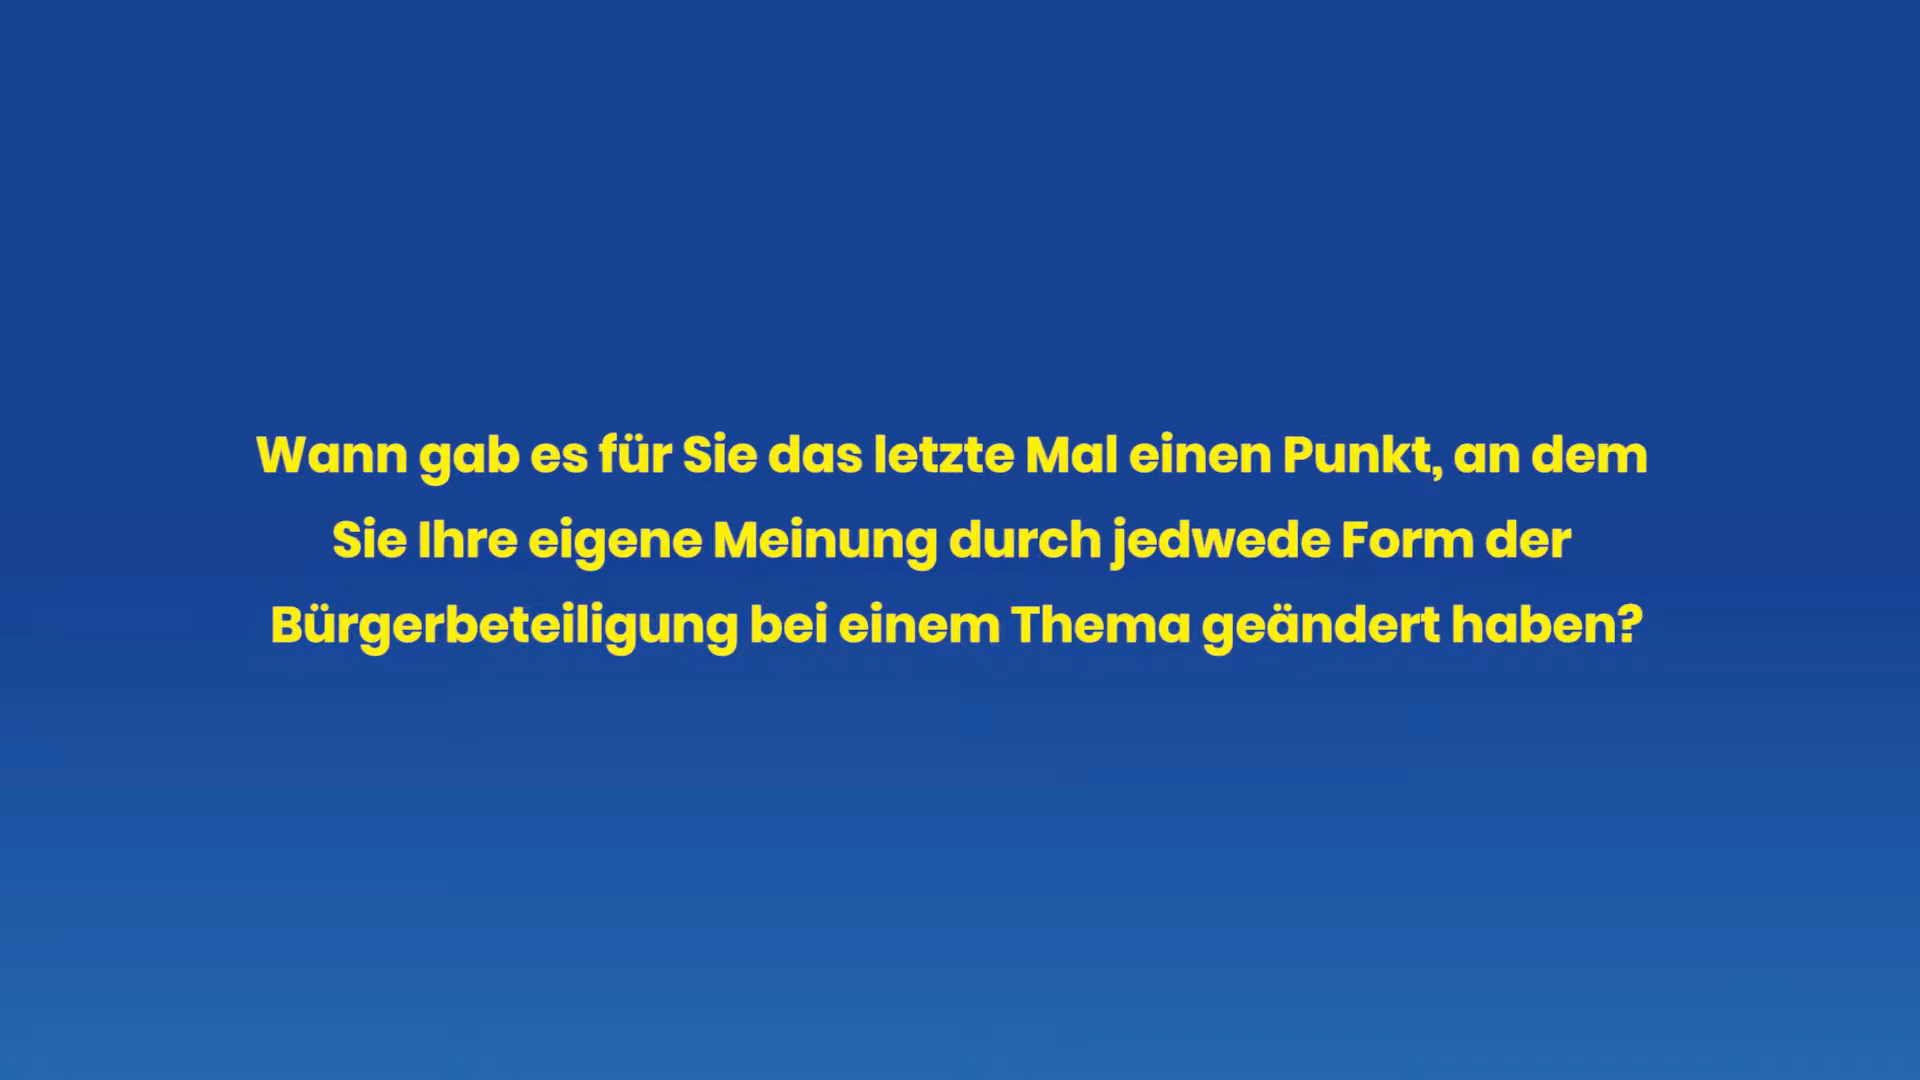 Wann gab es für Sie das letzte Mal einen Punkt, an dem
Sie Ihre eigene Meinung durch jedwede Form der
Bürgerbeteiligung bei einem Thema geändert haben?